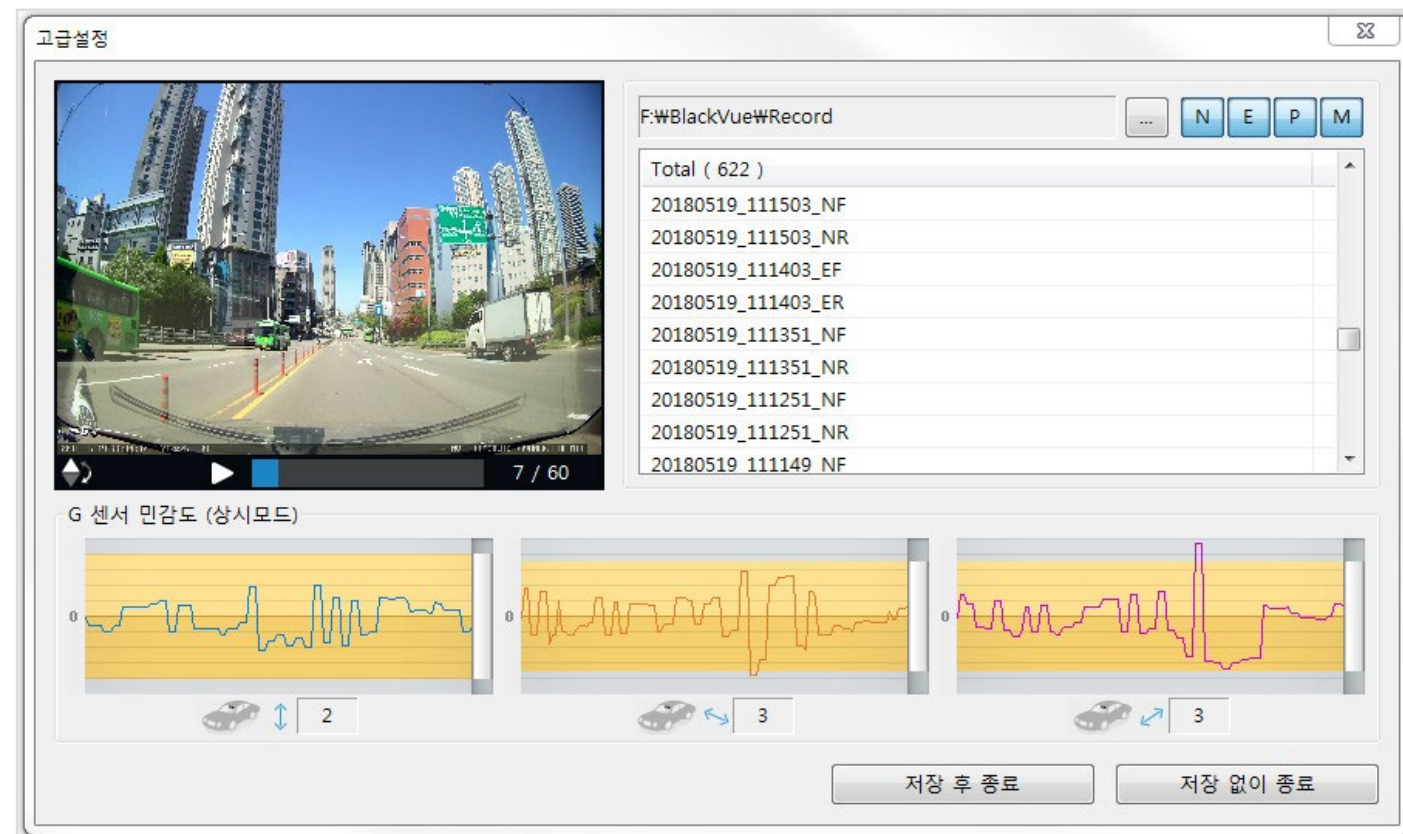 고급설정
F:₩BlackVue₩Record
...
N E P M
Total ( 622 )
20180519_111503_NF
20180519_111503_NR
20180519_111403_EF
20180519_111403_ER
20180519_111351_NF
20180519_111351_NR
20180519_111251_NF
20180519_111251_NR
20180519_111149_NF
7 / 60
G 센서 민감도 (상시모드)
0 0 0
2 3 3
저장 후 종료 저장 없이 종료